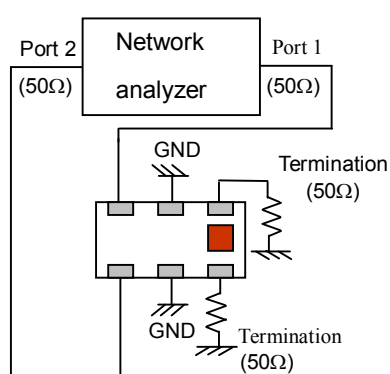 Port 2
Network
analyzer
Port 1
(50Ω)
(50Ω)
GND
Termination
(50Ω)
GND
Termination
(50Ω)